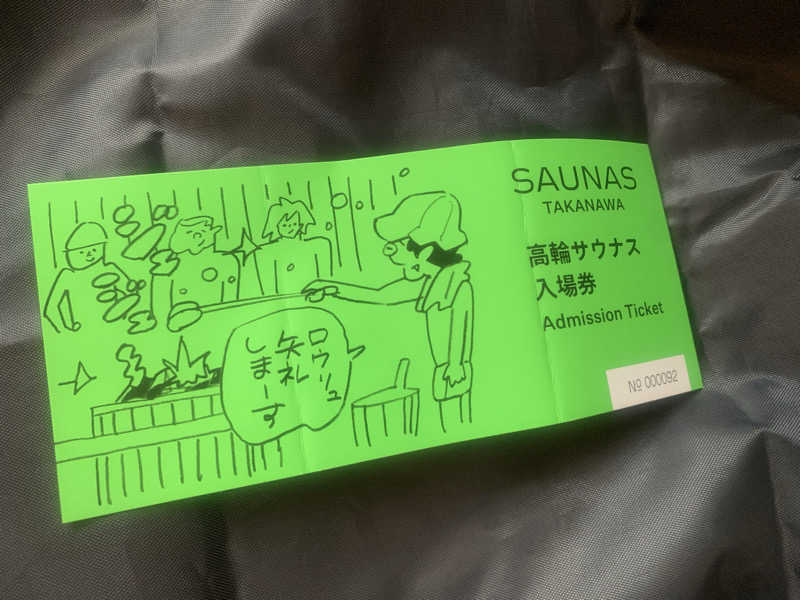 ロウリュ
失礼
しまーす
SAUNAS
TAKANAWA
高輪サウナス
入場券
Admission Ticket
№ 000092